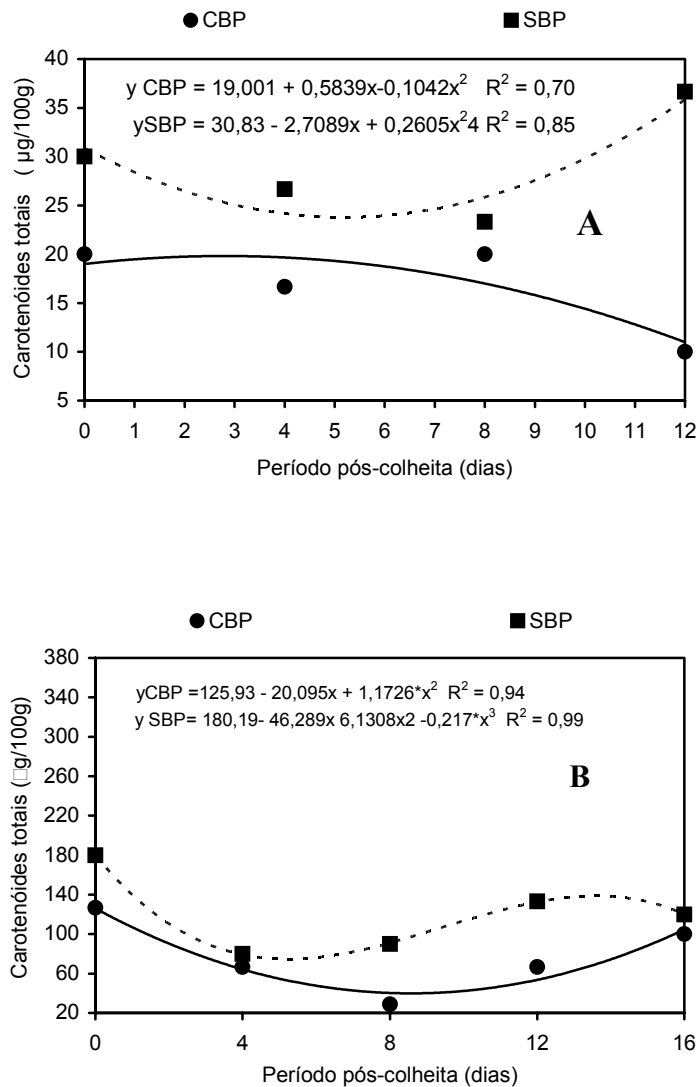 CBP SBP
40
35
30
25
20
15
10
5
y CBP = 19,001 + 0,5839x-0,1042x² R² = 0,70
ySBP = 30,83 - 2,7089x + 0,2605x²4 R² = 0,85
A
Carotenóides totais ( µg/100g)
0 1 2 3 4 5 6 7 8 9 10 11 12
Período pós-colheita (dias)
CBP SBP
380
340
300
260
220
180
140
100
60
20
yCBP =125,93 - 20,095x + 1,1726*x² R² = 0,94
y SBP= 180,19- 46,289x 6,1308x2 -0,217*x³ R² = 0,99
B
Carotenóides totais (□g/100g)
0 4 8 12 16
Período pós-colheita (dias)